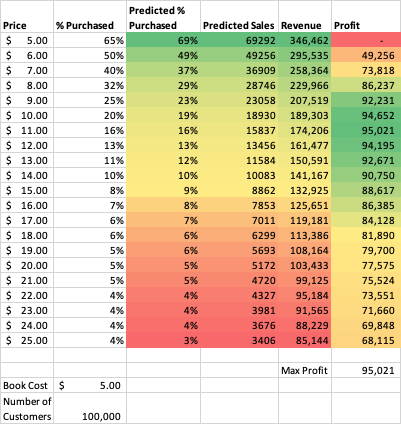 Predicted %
Price % Purchased Purchased Predicted Sales Revenue Profit
$ 5.00 65% 69% 69292 346,462 -
$ 6.00 50% 49% 49256 295,535 49,256
$ 7.00 40% 37% 36909 258,364 73,818
$ 8.00 32% 29% 28746 229,966 86,237
$ 9.00 25% 23% 23058 207,519 92,231
$ 10.00 20% 19% 18930 189,303 94,652
$ 11.00 16% 16% 15837 174,206 95,021
$ 12.00 13% 13% 13456 161,477 94,195
$ 13.00 11% 12% 11584 150,591 92,671
$ 14.00 10% 10% 10083 141,167 90,750
$ 15.00 8% 9% 8862 132,925 88,617
$ 16.00 7% 8% 7853 125,651 86,385
$ 17.00 6% 7% 7011 119,181 84,128
$ 18.00 6% 6% 6299 113,386 81,890
$ 19.00 5% 6% 5693 108,164 79,700
$ 20.00 5% 5% 5172 103,433 77,575
$ 21.00 5% 5% 4720 99,125 75,524
$ 22.00 4% 4% 4327 95,184 73,551
$ 23.00 4% 4% 3981 91,565 71,660
$ 24.00 4% 4% 3676 88,229 69,848
$ 25.00 4% 3% 3406 85,144 68,115
Max Profit 95,021
Book Cost $ 5.00
Number of
Customers 100,000